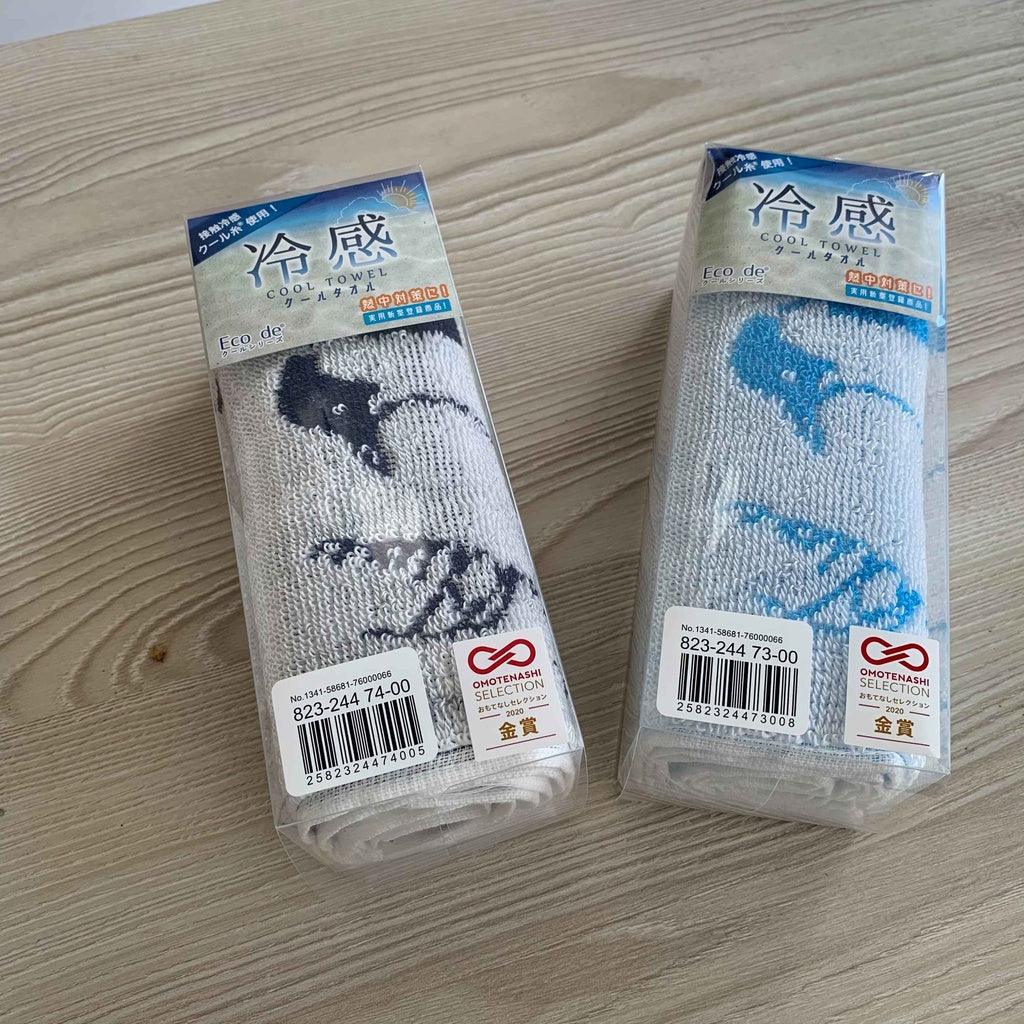 接触冷感
クール糸®使用！
冷感
COOL TOWEL
クールタオル
熱中対策に！
実用新案登録商品！
Eco de®
クールシリーズ
No.1341-58681-76000066
823-244 74-00
2582324474005
OMOTENASHI
SELECTION
おもてなしセレクション
2020
金賞
接触冷感
クール糸®使用！
冷感
COOL TOWEL
クールタオル
Eco de®
クールシリーズ
熱中対策に！
実用新案登録商品！
No.1341-58681-76000066
823-244 73-00
2582324473008
OMOTENASHI
SELECTION
おもてなしセレクション
2020
金賞